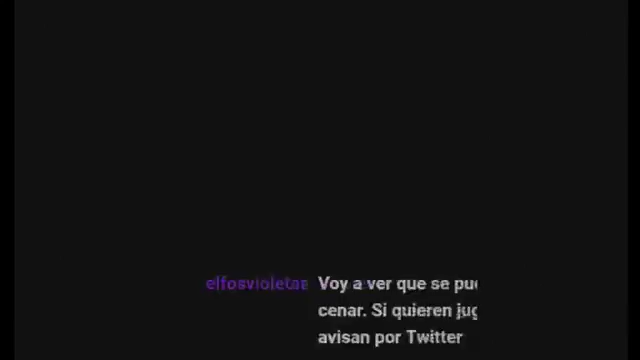 elfosvioletas Voy a ver que se
cenar. Si quieren
avisan por Twitter